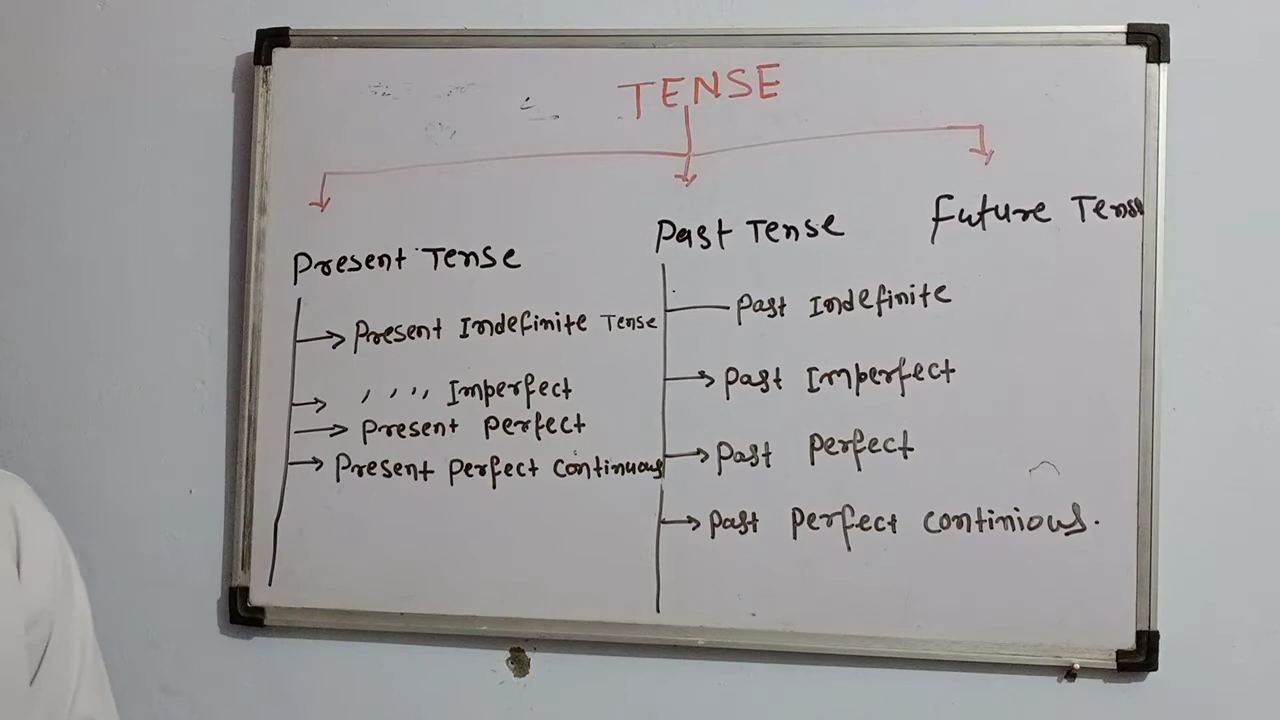 TENSE
Present Tense
Present Indefinite Tense
, , , , Imperfect
Present perfect
Present perfect continuous
Past Tense
Past Indefinite
Past Imperfect
Past perfect
Past perfect continious.
Future Tense